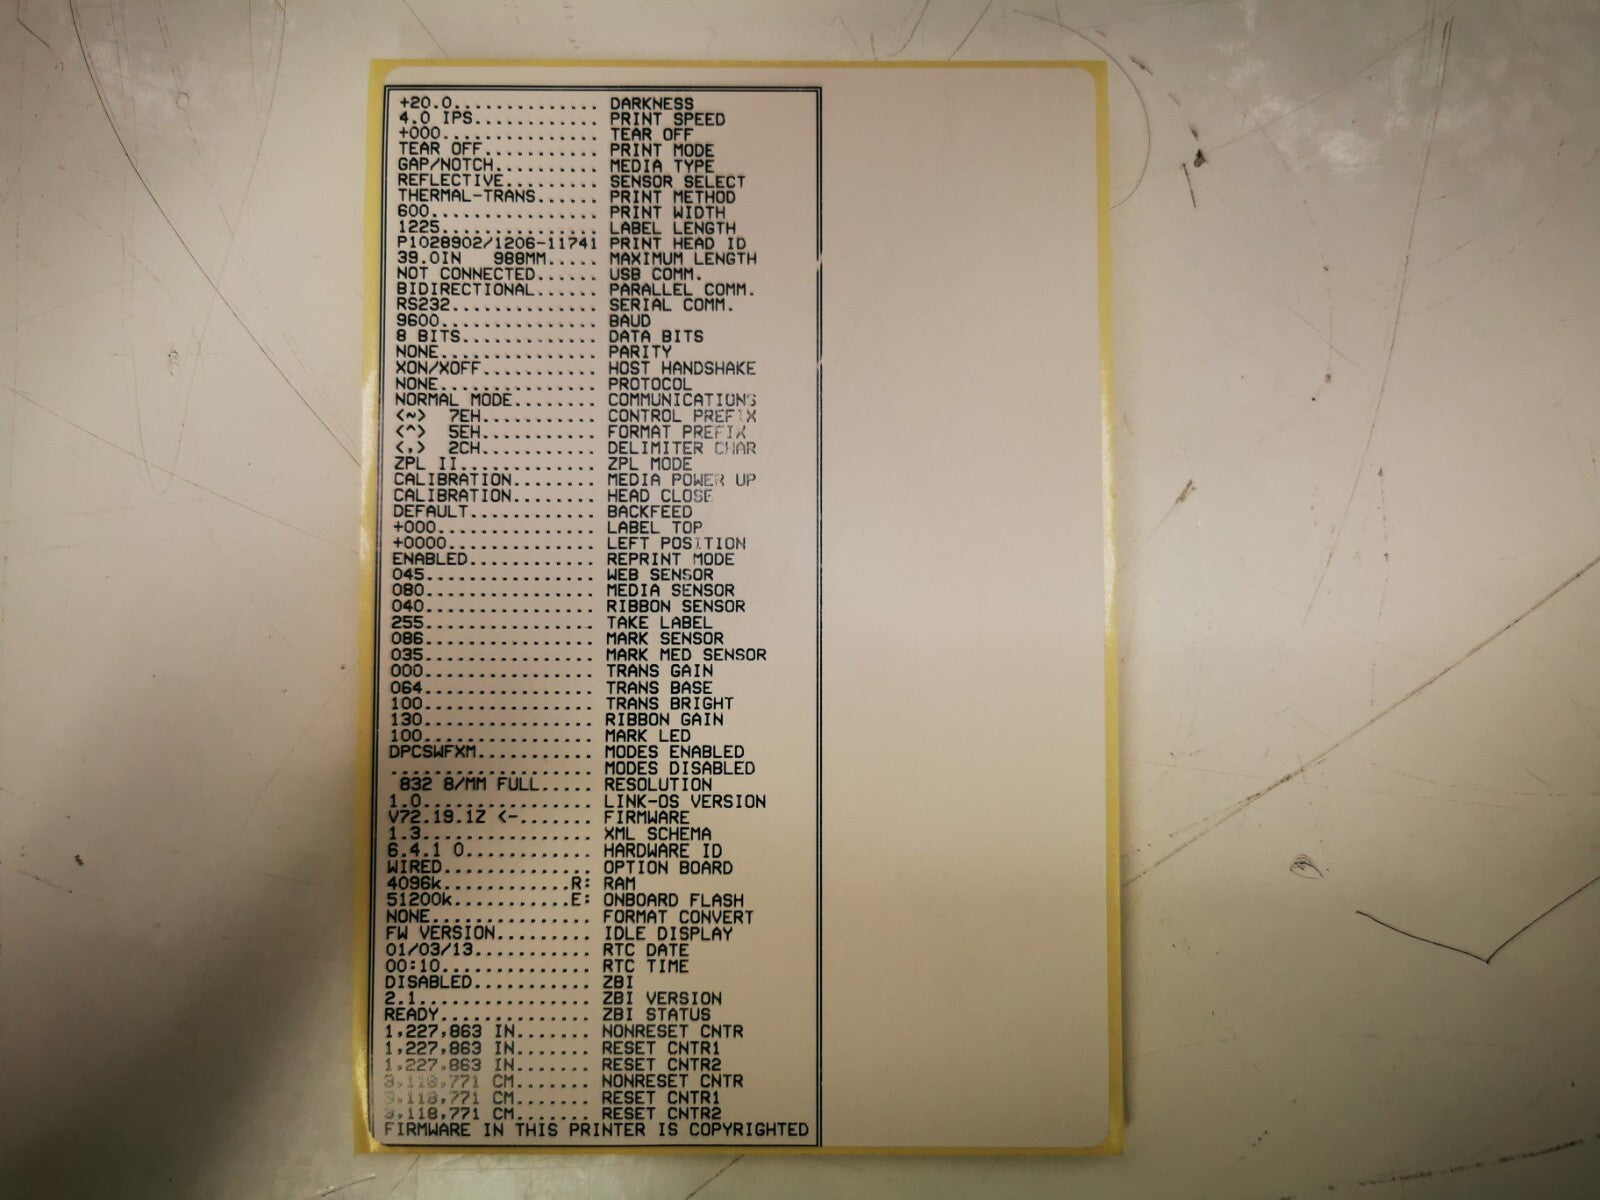 +20.0............. DARKNESS
4.0 IPS............ PRINT SPEED
+000............... TEAR OFF
TEAR OFF........... PRINT MODE
GAP/NOTCH.......... MEDIA TYPE
REFLECTIVE......... SENSOR SELECT
THERMAL-TRANS...... PRINT METHOD
600................ PRINT WIDTH
1225............... LABEL LENGTH
P1028902/1206-11741 PRINT HEAD ID
39.0IN   988MM..... MAXIMUM LENGTH
NOT CONNECTED...... USB COMM.
BIDIRECTIONAL...... PARALLEL COMM.
RS232.............. SERIAL COMM.
9600............... BAUD
8 BITS............. DATA BITS
NONE............... PARITY
XON/XOFF........... HOST HANDSHAKE
NONE............... PROTOCOL
NORMAL MODE........ COMMUNICATIONS
<~>  7EH........... CONTROL PREFIX
<^>  5EH........... FORMAT PREFIX
<,>  2CH........... DELIMITER CHAR
ZPL II............. ZPL MODE
CALIBRATION........ MEDIA POWER UP
CALIBRATION........ HEAD CLOSE
DEFAULT............ BACKFEED
+000............... LABEL TOP
+0000.............. LEFT POSITION
ENABLED............ REPRINT MODE
045................ WEB SENSOR
080................ MEDIA SENSOR
040................ RIBBON SENSOR
255................ TAKE LABEL
086................ MARK SENSOR
035................ MARK MED SENSOR
000................ TRANS GAIN
064................ TRANS BASE
100................ TRANS BRIGHT
130................ RIBBON GAIN
100................ MARK LED
DPCSWFXM........... MODES ENABLED
................... MODES DISABLED
832 8/MM FULL..... RESOLUTION
1.0................ LINK-OS VERSION
V72.19.1Z <-....... FIRMWARE
1.3................ XML SCHEMA
6.4.1 0............ HARDWARE ID
WIRED.............. OPTION BOARD
4096k............R: RAM
51200k...........E: ONBOARD FLASH
NONE............... FORMAT CONVERT
FW VERSION......... IDLE DISPLAY
01/03/13........... RTC DATE
00:10.............. RTC TIME
DISABLED........... ZBI
2.1................ ZBI VERSION
READY.............. ZBI STATUS
1,227,863 IN....... NONRESET CNTR
1,227,863 IN....... RESET CNTR1
1,227,863 IN....... RESET CNTR2
3,118,771 CM....... NONRESET CNTR
3,118,771 CM....... RESET CNTR1
3,118,771 CM....... RESET CNTR2
FIRMWARE IN THIS PRINTER IS COPYRIGHTED